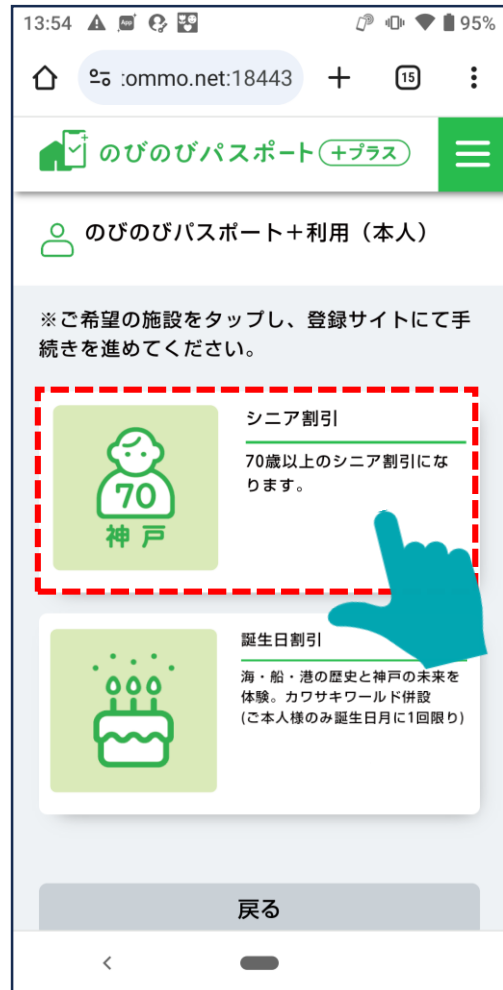 13:54
95%
:ommo.net:18443
15
のびのびパスポート +プラス
のびのびパスポート+利用（本人）
※ご希望の施設をタップし、登録サイトにて手
続きを進めてください。
70
神戸
シニア割引
70歳以上のシニア割引にな
ります。
誕生日割引
海・船・港の歴史と神戸の未来を
体験。カワサキワールド併設
(ご本人様のみ誕生日月に1回限り)
戻る